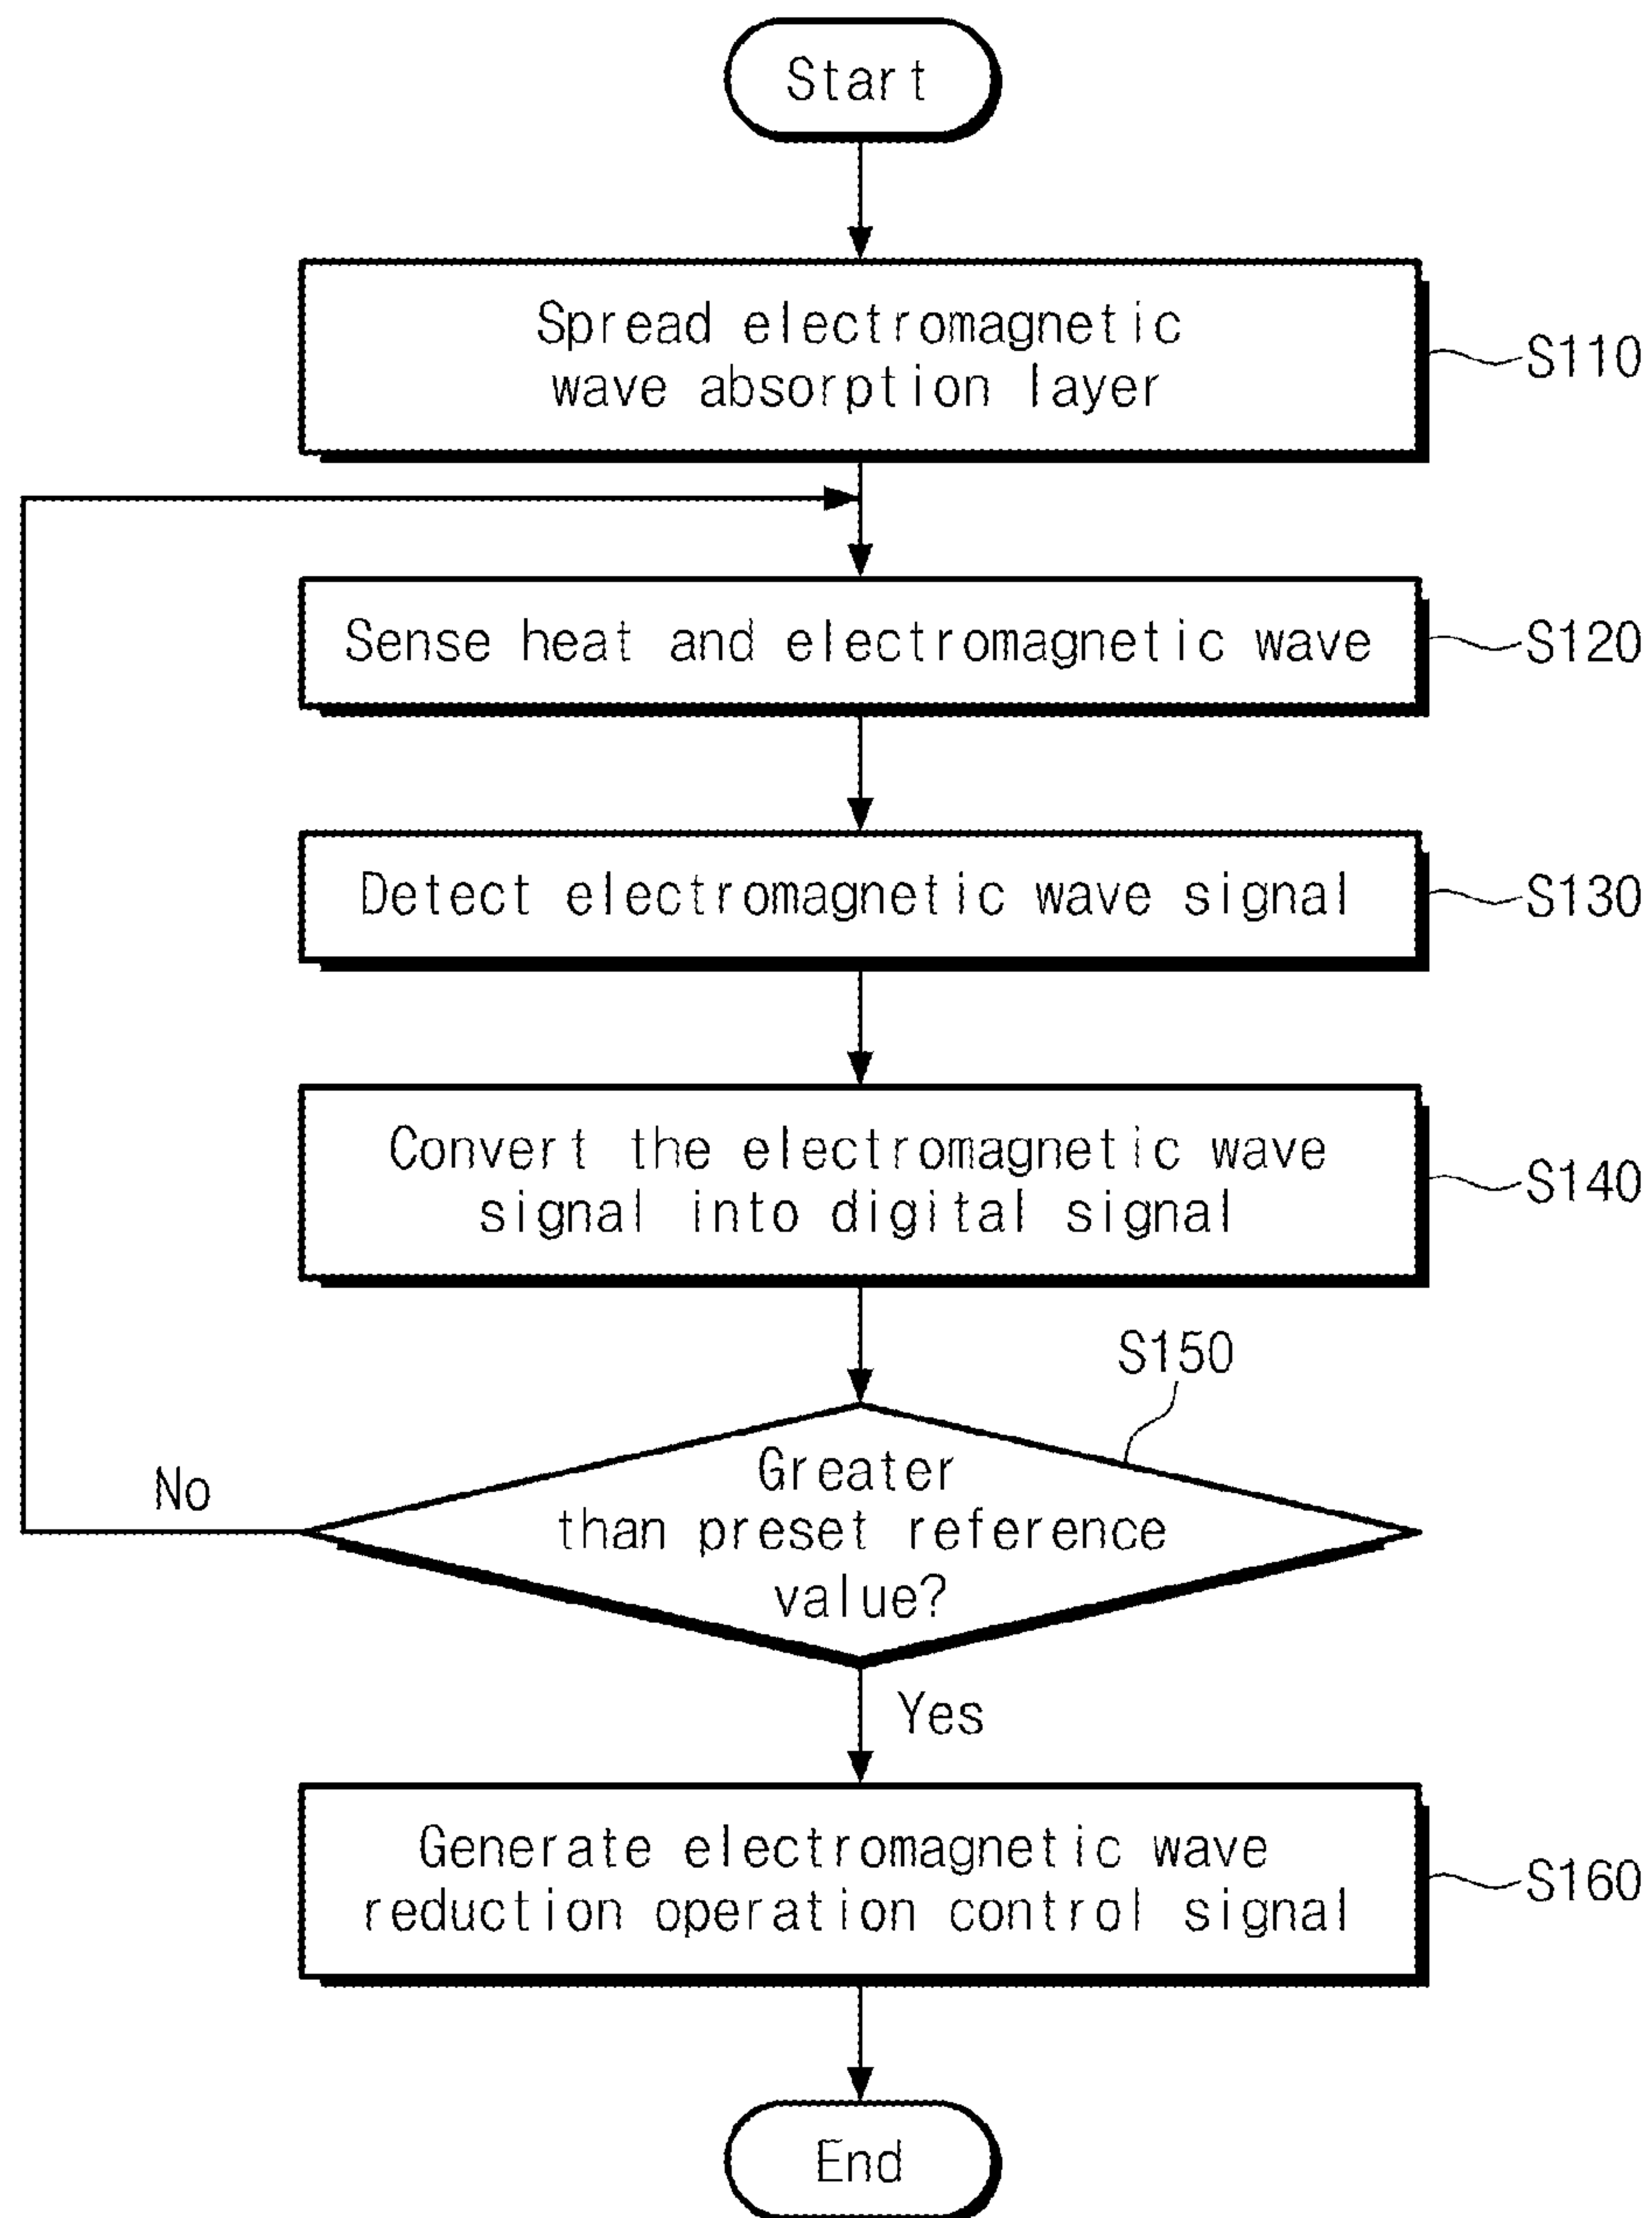 Start
Spread electromagnetic
wave absorption layer
S110
Sense heat and electromagnetic wave
S120
Detect electromagnetic wave signal
S130
Convert the electromagnetic wave
signal into digital signal
S140
S150
Greater
than preset reference
value?
No
Yes
Generate electromagnetic wave
reduction operation control signal
S160
End